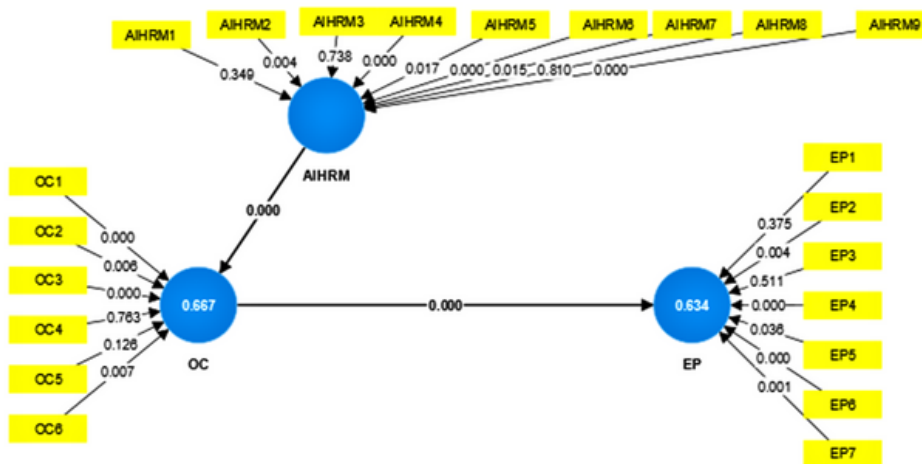 AIHRM1
AIHRM2
AIHRM3
AIHRM4
AIHRM5
AIHRM6
AIHRM7
AIHRM8
AIHRM9
0.349
0.004
0.738
0.000
0.017
0.000
0.015
0.810
0.000
AIHRM
0.000
OC1
OC2
OC3
OC4
OC5
OC6
0.000
0.006
0.000
0.763
0.126
0.007
0.667
OC
0.000
0.634
EP
EP1
EP2
EP3
EP4
EP5
EP6
EP7
0.375
0.004
0.511
0.000
0.036
0.000
0.001